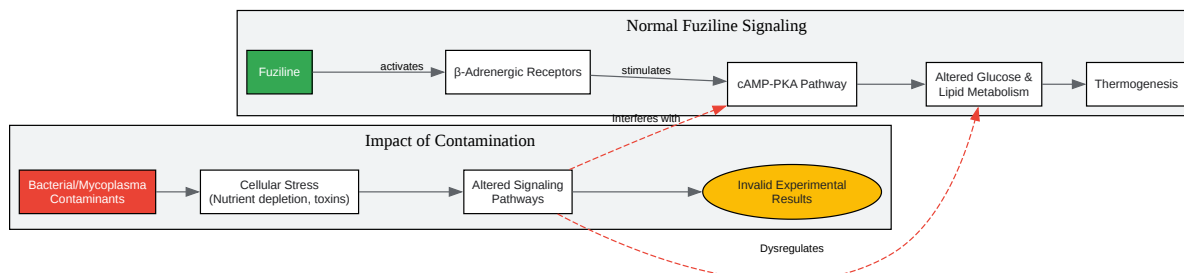 Normal Fuziline Signaling
Fuziline
activates
β-Adrenergic Receptors
stimulates
cAMP-PKA Pathway
Altered Glucose &
Lipid Metabolism
Thermogenesis
Interferes with
Impact of Contamination
Bacterial/Mycoplasma
Contaminants
Cellular Stress
(Nutrient depletion, toxins)
Altered Signaling
Pathways
Invalid Experimental
Results
Dysregulates